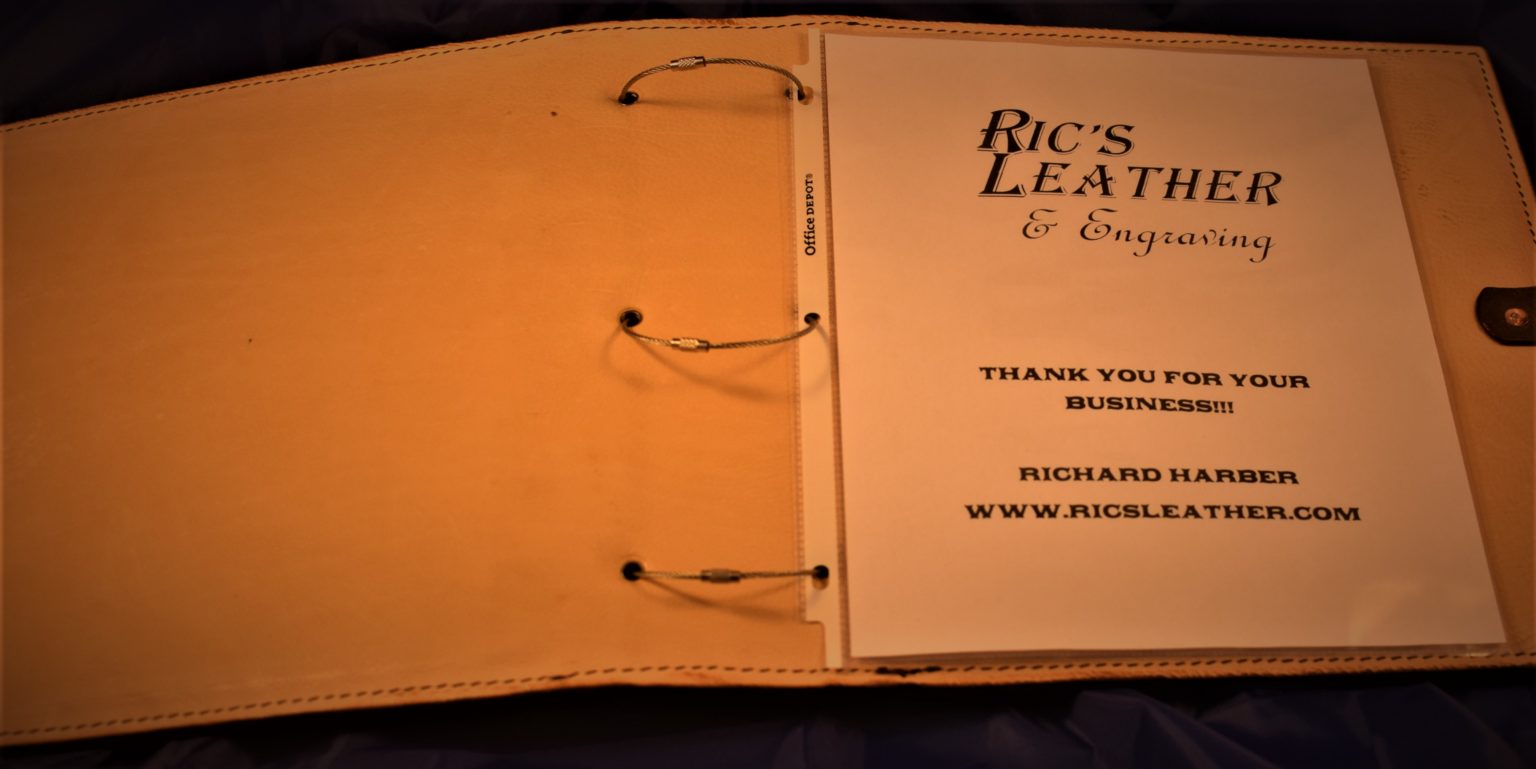 Office DEPOT®
RIC'S
LEATHER
& Engraving
THANK YOU FOR YOUR
BUSINESS!!!
RICHARD HARBER
WWW.RICSLEATHER.COM